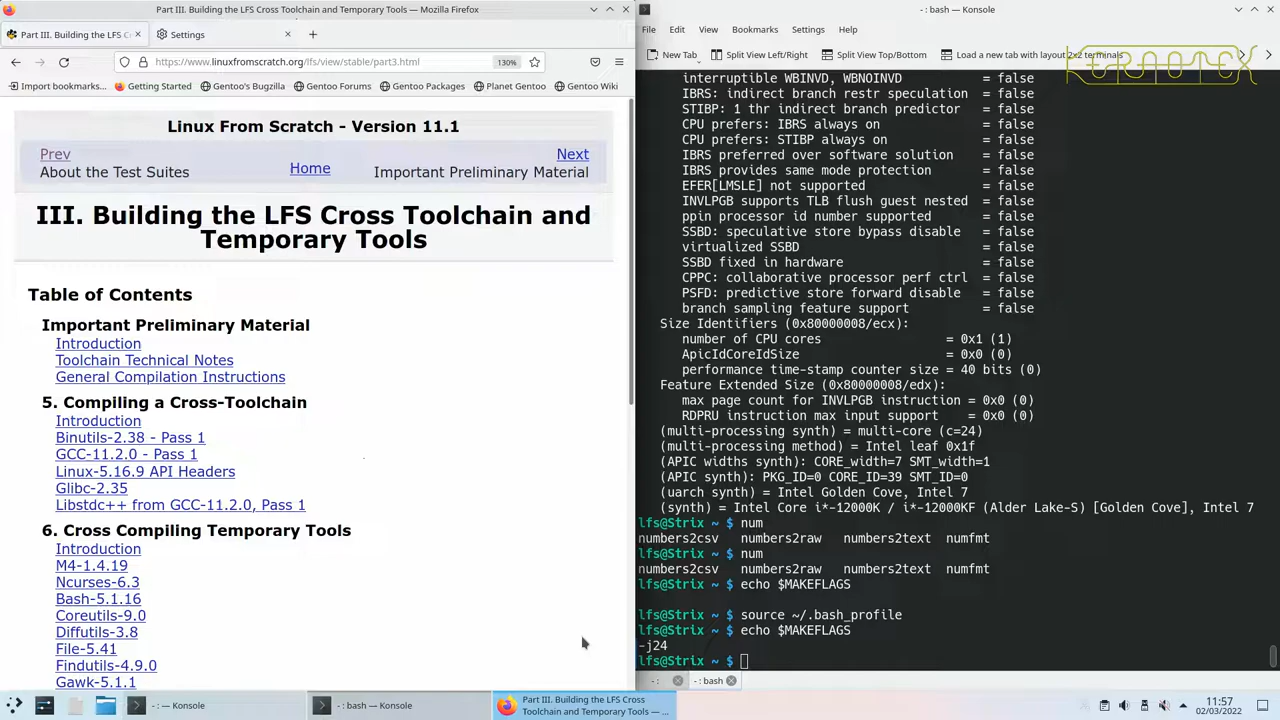 Part III. Building the LFS Cross Toolchain and Temporary Tools — Mozilla Firefox
Part III. Building the LFS C
Settings
https://www.linuxfromscratch.org/lfs/view/stable/part3.html
130%
Import bookmarks...
Getting Started
Gentoo's Bugzilla
Gentoo Forums
Gentoo Packages
Planet Gentoo
Gentoo Wiki
Linux From Scratch - Version 11.1
Prev
Next
About the Test Suites
Home
Important Preliminary Material
III. Building the LFS Cross Toolchain and
Temporary Tools
Table of Contents
Important Preliminary Material
Introduction
Toolchain Technical Notes
General Compilation Instructions
5. Compiling a Cross-Toolchain
Introduction
Binutils-2.38 - Pass 1
GCC-11.2.0 - Pass 1
Linux-5.16.9 API Headers
Glibc-2.35
Libstdc++ from GCC-11.2.0, Pass 1
6. Cross Compiling Temporary Tools
Introduction
M4-1.4.19
Ncurses-6.3
Bash-5.1.16
Coreutils-9.0
Diffutils-3.8
File-5.41
Findutils-4.9.0
Gawk-5.1.1
- : bash — Konsole
File Edit View Bookmarks Settings Help
New Tab
Split View Left/Right
Split View Top/Bottom
Load a new tab with layout 2x2 terminals
KERNOTEX
interruptible WBINVD, WBNOINVD = false
IBRS: indirect branch restr speculation = false
STIBP: 1 thr indirect branch predictor = false
CPU prefers: IBRS always on = false
CPU prefers: STIBP always on = false
IBRS preferred over software solution = false
IBRS provides same mode protection = false
EFER[LMSLE] not supported = false
INVLPGB supports TLB flush guest nested = false
ppin processor id number supported = false
SSBD: speculative store bypass disable = false
virtualized SSBD = false
SSBD fixed in hardware = false
CPPC: collaborative processor perf ctrl = false
PSFD: predictive store forward disable = false
branch sampling feature support = false
Size Identifiers (0x80000008/ecx):
number of CPU cores = 0x1 (1)
ApicIdCoreIdSize = 0x0 (0)
performance time-stamp counter size = 40 bits (0)
Feature Extended Size (0x80000008/edx):
max page count for INVLPGB instruction = 0x0 (0)
RDPRU instruction max input support = 0x0 (0)
(multi-processing synth) = multi-core (c=24)
(multi-processing method) = Intel leaf 0x1f
(APIC widths synth): CORE_width=7 SMT_width=1
(APIC synth): PKG_ID=0 CORE_ID=39 SMT_ID=0
(uarch synth) = Intel Golden Cove, Intel 7
(synth) = Intel Core i*-12000K / i*-12000KF (Alder Lake-S) [Golden Cove], Intel 7
lfs@Strix ~ $ num
numbers2csv numbers2raw numbers2text numfmt
lfs@Strix ~ $ num
numbers2csv numbers2raw numbers2text numfmt
lfs@Strix ~ $ echo $MAKEFLAGS
lfs@Strix ~ $ source ~/.bash_profile
lfs@Strix ~ $ echo $MAKEFLAGS
-j24
lfs@Strix ~ $
- :
- : bash
- : — Konsole
- : bash — Konsole
Part III. Building the LFS Cross
Toolchain and Temporary Tools — ...
11:57
02/03/2022